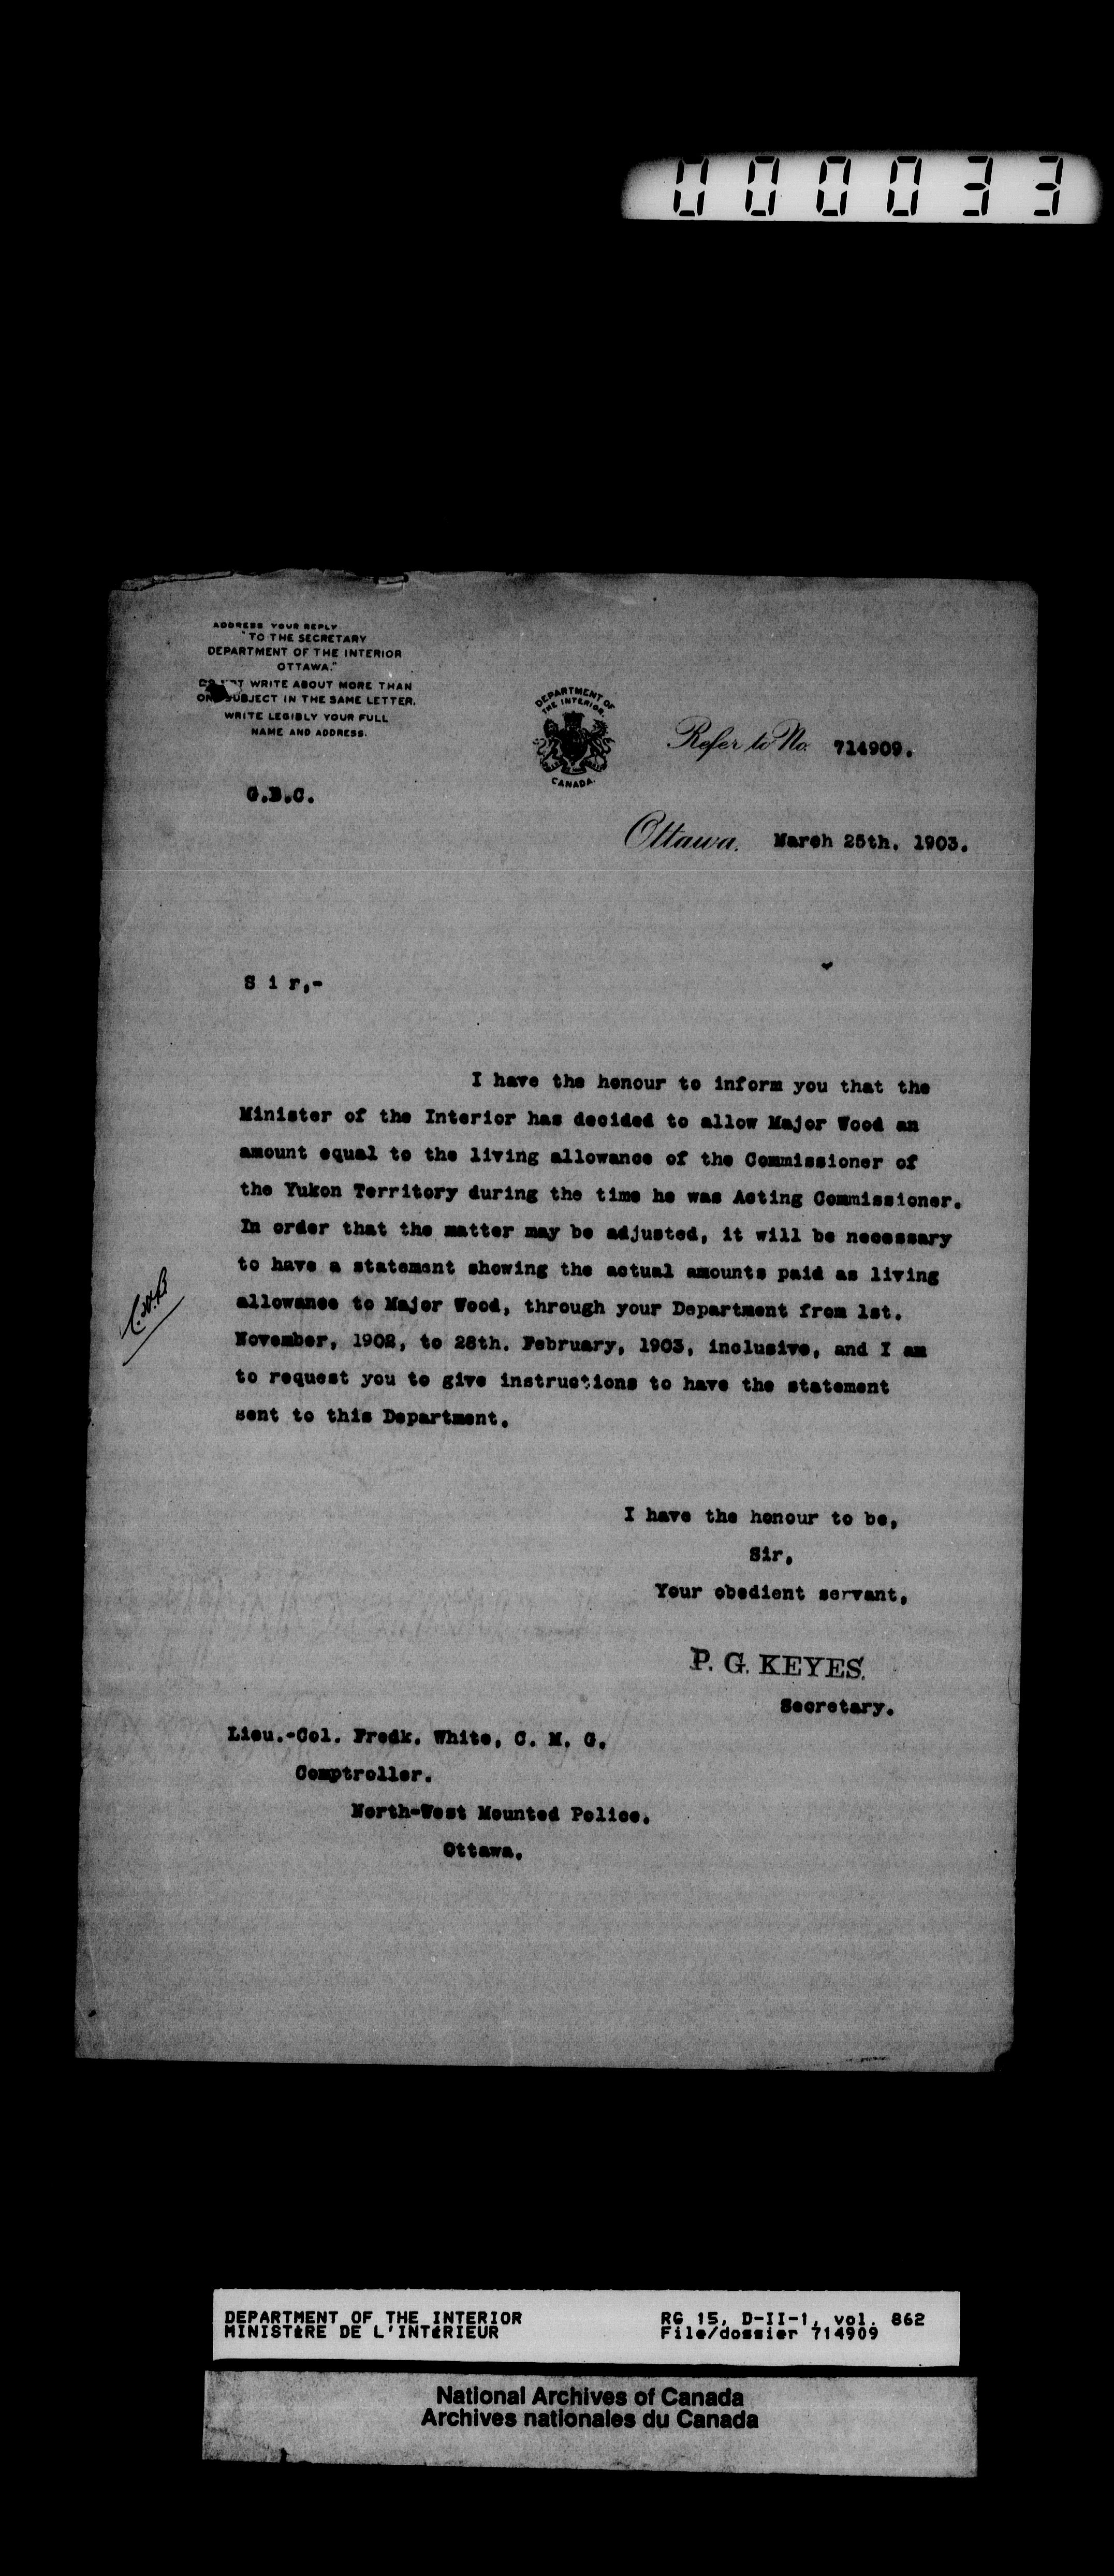 000033
ADDRESS YOUR REPLY
"TO THE SECRETARY
DEPARTMENT OF THE INTERIOR
OTTAWA."
WRITE ABOUT MORE THAN
SUBJECT IN THE SAME LETTER.
WRITE LEGIBLY YOUR FULL
NAME AND ADDRESS.
DEPARTMENT OF
THE INTERIOR.
CANADA.
Refer to No. 714909.
G.D.C.
Ottawa. March 25th. 1903.
S i r,-
I have the honour to inform you that the
Minister of the Interior has decided to allow Major Wood an
amount equal to the living allowance of the Commissioner of
the Yukon Territory during the time he was Acting Commissioner.
In order that the matter may be adjusted, it will be necessary
to have a statement showing the actual amounts paid as living
allowance to Major Wood, through your Department from 1st.
November, 1902, to 28th. February, 1903, inclusive, and I am
to request you to give instructions to have the statement
sent to this Department.
I have the honour to be,
Sir,
Your obedient servant,
P. G. KEYES.
Secretary.
Lieu.-Col. Fredk. White, C. M. G.
Comptroller.
North-West Mounted Police.
Ottawa.
DEPARTMENT OF THE INTERIOR RG 15, D-II-1, vol. 862
MINISTÈRE DE L'INTÉRIEUR File/dossier 714909
National Archives of Canada
Archives nationales du Canada